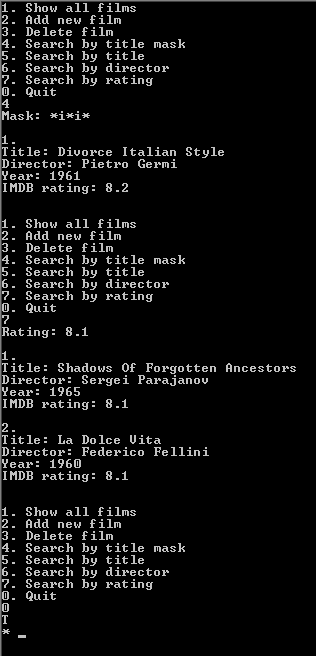 1. Show all films
2. Add new film
3. Delete film
4. Search by title mask
5. Search by title
6. Search by director
7. Search by rating
0. Quit
4
Mask: *i*i*
1.
Title: Divorce Italian Style
Director: Pietro Germi
Year: 1961
IMDB rating: 8.2
1. Show all films
2. Add new film
3. Delete film
4. Search by title mask
5. Search by title
6. Search by director
7. Search by rating
0. Quit
7
Rating: 8.1
1.
Title: Shadows Of Forgotten Ancestors
Director: Sergei Parajanov
Year: 1965
IMDB rating: 8.1
2.
Title: La Dolce Vita
Director: Federico Fellini
Year: 1960
IMDB rating: 8.1
1. Show all films
2. Add new film
3. Delete film
4. Search by title mask
5. Search by title
6. Search by director
7. Search by rating
0. Quit
0
T
* _